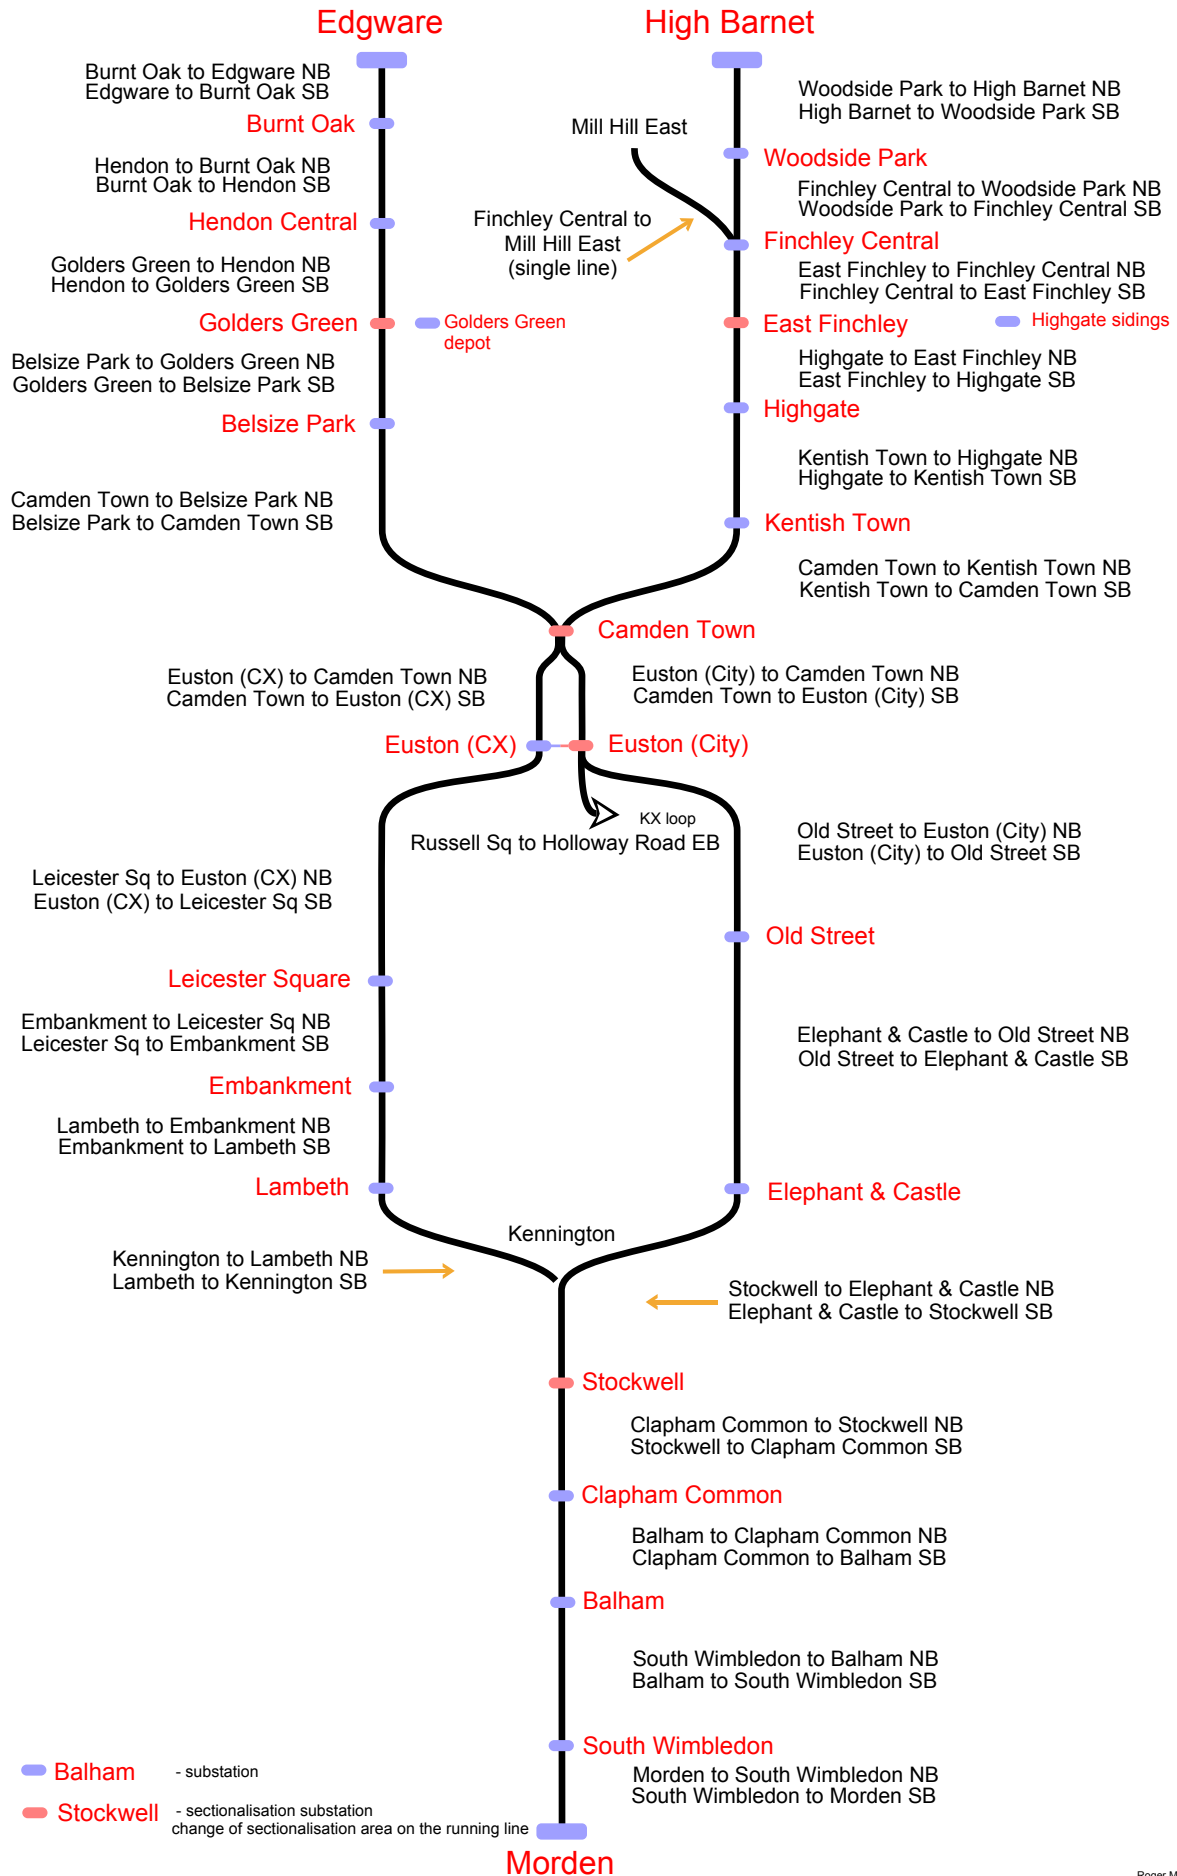 Edgware
High Barnet
Burnt Oak to Edgware NB
Edgware to Burnt Oak SB
Woodside Park to High Barnet NB
High Barnet to Woodside Park SB
Burnt Oak
Mill Hill East
Woodside Park
Hendon to Burnt Oak NB
Burnt Oak to Hendon SB
Finchley Central to Woodside Park NB
Woodside Park to Finchley Central SB
Hendon Central
Finchley Central to
Mill Hill East
(single line)
Finchley Central
Golders Green to Hendon NB
Hendon to Golders Green SB
East Finchley to Finchley Central NB
Finchley Central to East Finchley SB
Golders Green
Golders Green
depot
East Finchley
Highgate sidings
Belsize Park to Golders Green NB
Golders Green to Belsize Park SB
Highgate to East Finchley NB
East Finchley to Highgate SB
Belsize Park
Highgate
Kentish Town to Highgate NB
Highgate to Kentish Town SB
Camden Town to Belsize Park NB
Belsize Park to Camden Town SB
Kentish Town
Camden Town to Kentish Town NB
Kentish Town to Camden Town SB
Camden Town
Euston (CX) to Camden Town NB
Camden Town to Euston (CX) SB
Euston (City) to Camden Town NB
Camden Town to Euston (City) SB
Euston (CX)
Euston (City)
KX loop
Russell Sq to Holloway Road EB
Old Street to Euston (City) NB
Euston (City) to Old Street SB
Leicester Sq to Euston (CX) NB
Euston (CX) to Leicester Sq SB
Old Street
Leicester Square
Embankment to Leicester Sq NB
Leicester Sq to Embankment SB
Elephant & Castle to Old Street NB
Old Street to Elephant & Castle SB
Embankment
Lambeth to Embankment NB
Embankment to Lambeth SB
Lambeth
Elephant & Castle
Kennington
Kennington to Lambeth NB
Lambeth to Kennington SB
Stockwell to Elephant & Castle NB
Elephant & Castle to Stockwell SB
Stockwell
Clapham Common to Stockwell NB
Stockwell to Clapham Common SB
Clapham Common
Balham to Clapham Common NB
Clapham Common to Balham SB
Balham
South Wimbledon to Balham NB
Balham to South Wimbledon SB
South Wimbledon
Morden to South Wimbledon NB
South Wimbledon to Morden SB
Balham - substation
Stockwell - sectionalisation substation
change of sectionalisation area on the running line
Morden
Roger M